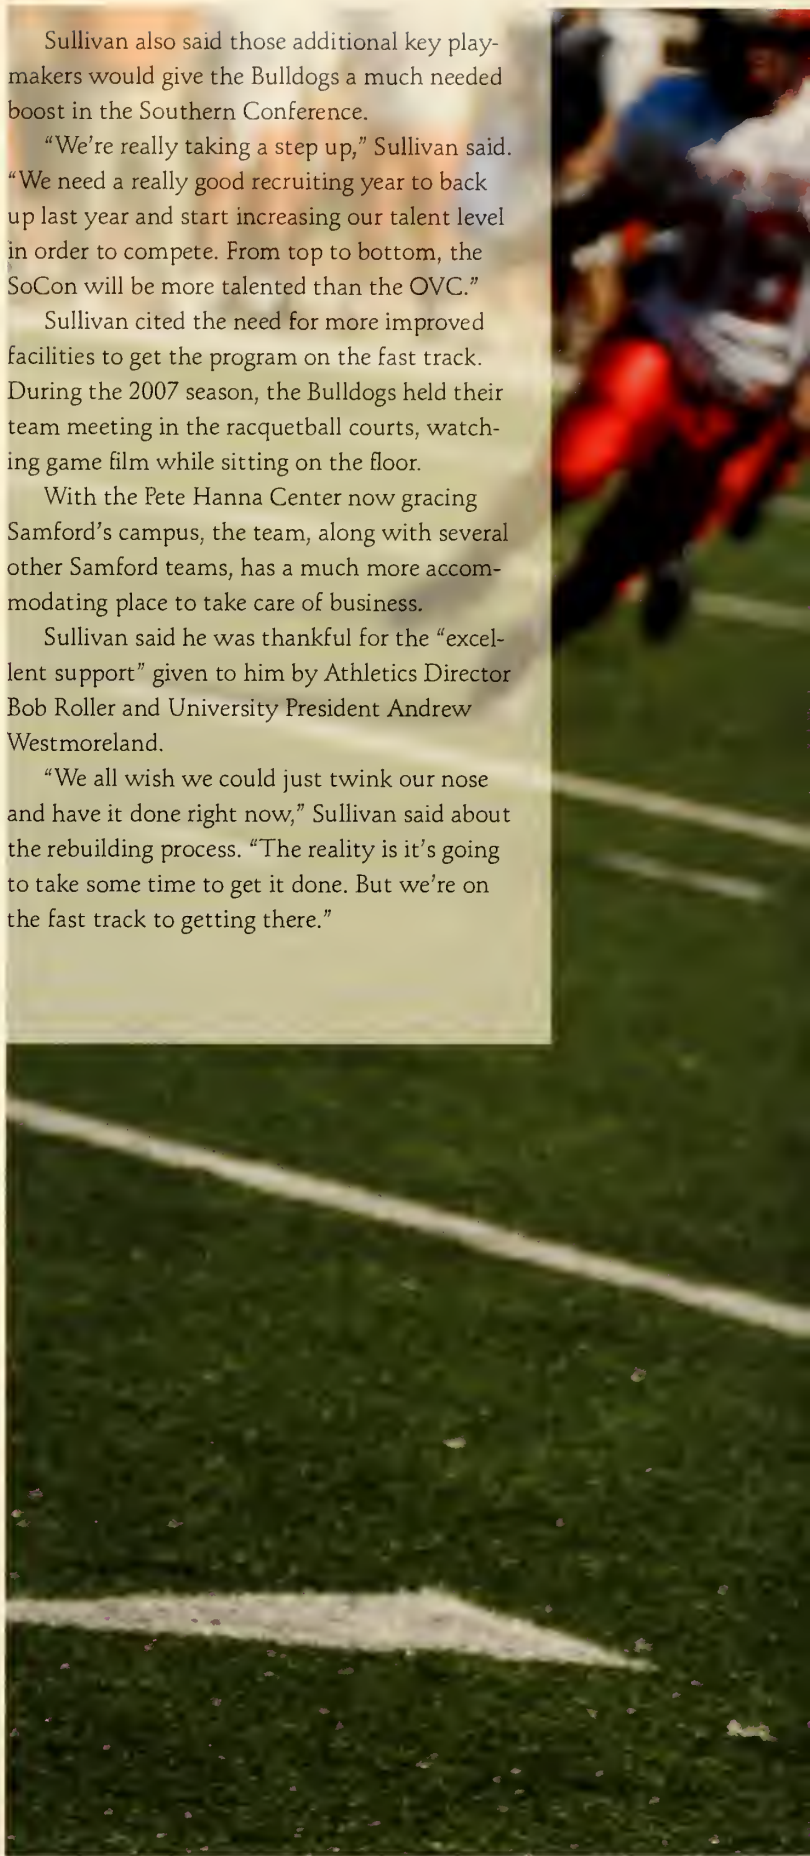 Sullivan also said those additional key play-
makers would give the Bulldogs a much needed
boost in the Southern Conference.
“We’re really taking a step up,” Sullivan said.
“We need a really good recruiting year to back
up last year and start increasing our talent level
in order to compete. From top to bottom, the
SoCon will be more talented than the OVC.”
Sullivan cited the need for more improved
facilities to get the program on the fast track.
During the 2007 season, the Bulldogs held their
team meeting in the racquetball courts, watch-
ing game film while sitting on the floor.
With the Pete Hanna Center now gracing
Samford’s campus, the team, along with several
other Samford teams, has a much more accom-
modating place to take care of business.
Sullivan said he was thankful for the “excel-
lent support” given to him by Athletics Director
Bob Roller and University President Andrew
Westmoreland.
“We all wish we could just twink our nose
and have it done right now,” Sullivan said about
the rebuilding process. “The reality is it’s going
to take some time to get it done. But we’re on
the fast track to getting there.”